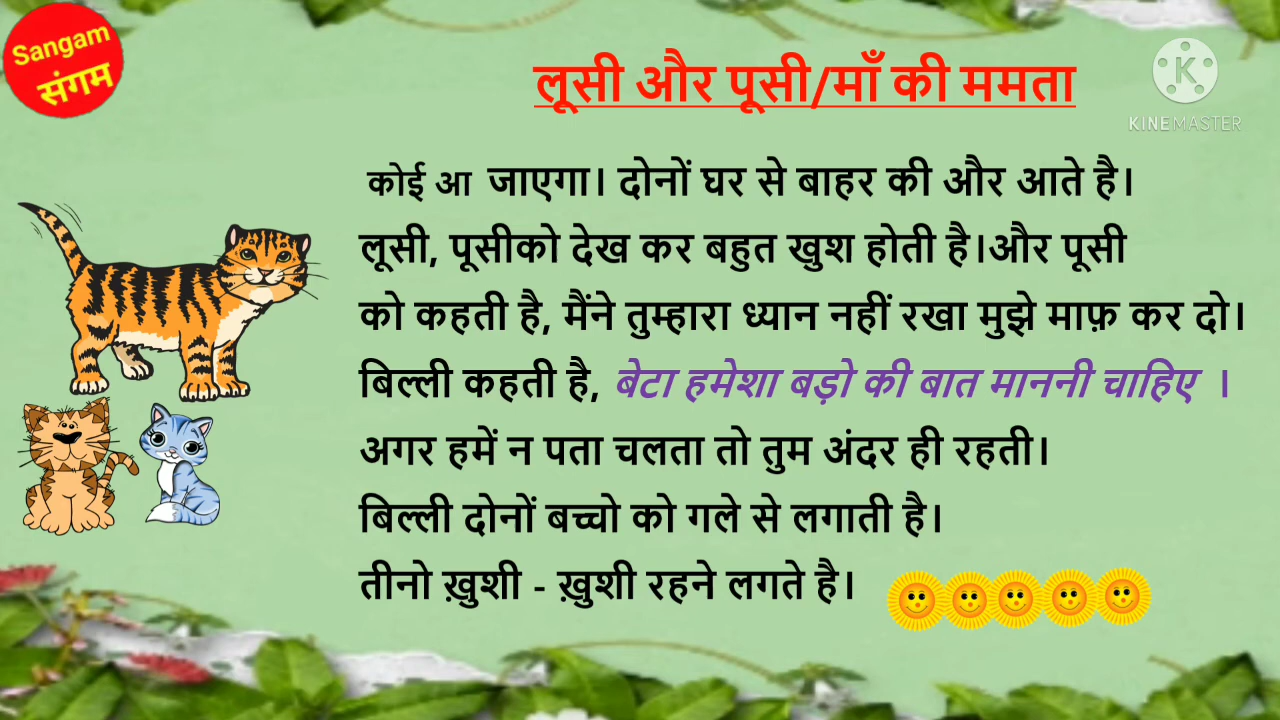 Sangam
संगम
लूसी और पूसी/माँ की ममता
KINEMASTER
कोई आ जाएगा। दोनों घर से बाहर की और आते है।
लूसी, पूसीको देख कर बहुत खुश होती है।और पूसी
को कहती है, मैंने तुम्हारा ध्यान नहीं रखा मुझे माफ़ कर दो।
बिल्ली कहती है, बेटा हमेशा बड़ो की बात माननी चाहिए ।
अगर हमें न पता चलता तो तुम अंदर ही रहती।
बिल्ली दोनों बच्चो को गले से लगाती है।
तीनो ख़ुशी - ख़ुशी रहने लगते है।